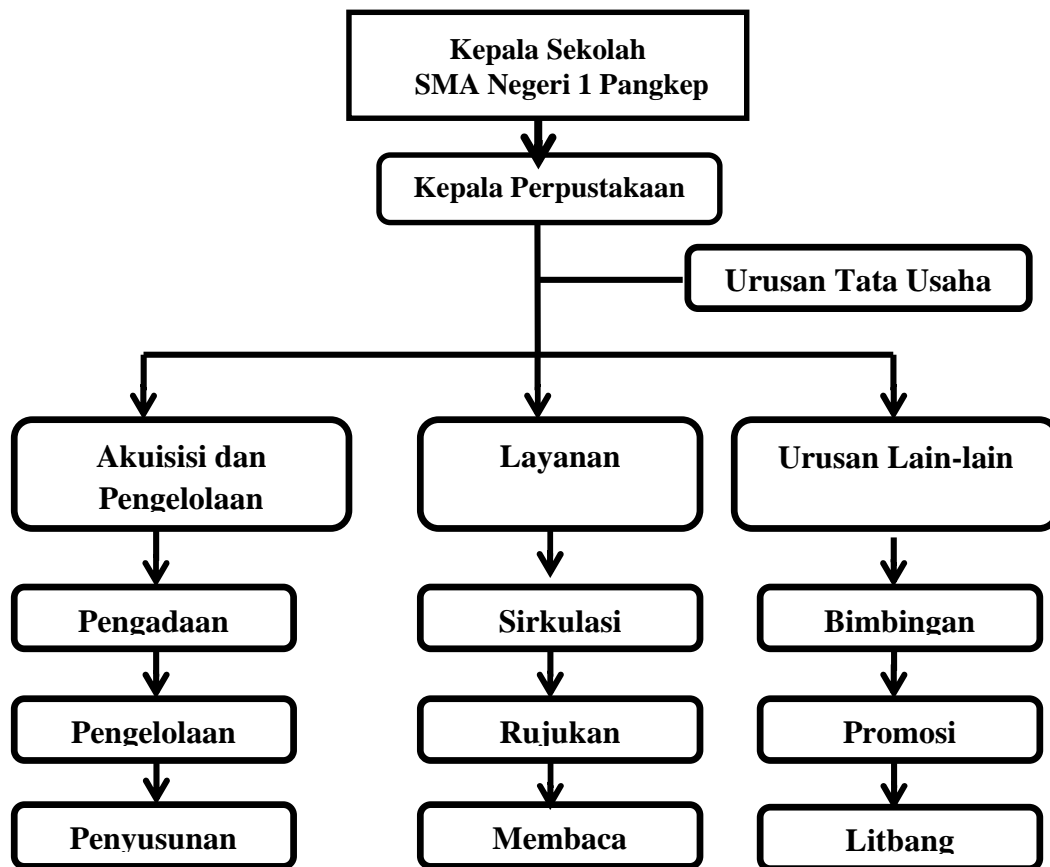 Kepala Sekolah
SMA Negeri 1 Pangkep
Kepala Perpustakaan
Urusan Tata Usaha
Akuisisi dan
Pengelolaan
Layanan
Urusan Lain-lain
Pengadaan
Sirkulasi
Bimbingan
Pengelolaan
Rujukan
Promosi
Penyusunan
Membaca
Litbang